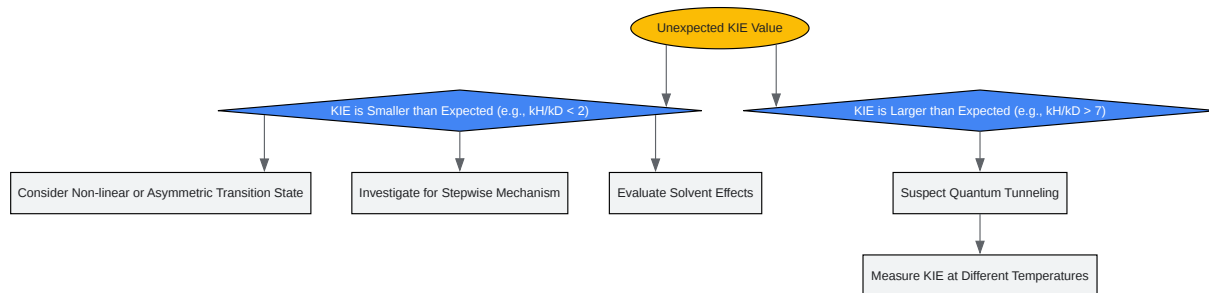 Unexpected KIE Value
KIE is Smaller than Expected (e.g., kH/kD < 2)
KIE is Larger than Expected (e.g., kH/kD > 7)
Consider Non-linear or Asymmetric Transition State
Investigate for Stepwise Mechanism
Evaluate Solvent Effects
Suspect Quantum Tunneling
Measure KIE at Different Temperatures